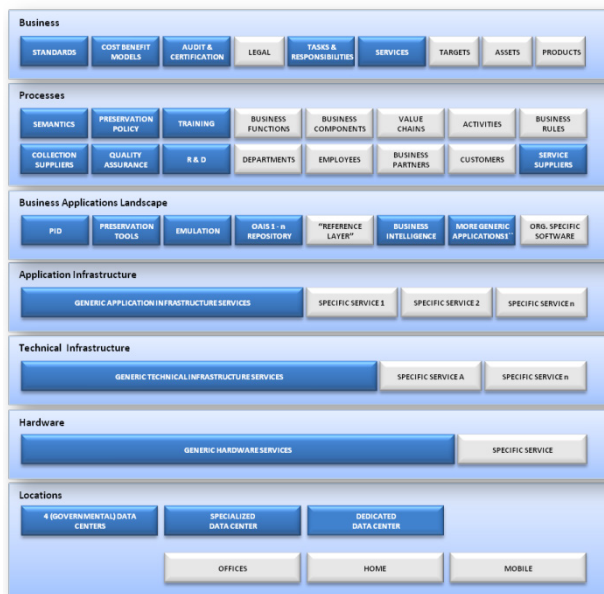 Business
STANDARDS
COST BENEFIT
MODELS
AUDIT &
CERTIFICATION
LEGAL
TASKS &
RESPONSIBILITIES
SERVICES
TARGETS
ASSETS
PRODUCTS
Processes
SEMANTICS
PRESERVATION
POLICY
TRAINING
BUSINESS
FUNCTIONS
BUSINESS
COMPONENTS
VALUE
CHAINS
ACTIVITIES
BUSINESS
RULES
COLLECTION
SUPPLIERS
QUALITY
ASSURANCE
R & D
DEPARTMENTS
EMPLOYEES
BUSINESS
PARTNERS
CUSTOMERS
SERVICE
SUPPLIERS
Business Applications Landscape
PID
PRESERVATION
TOOLS
EMULATION
OAIS 1 - n
REPOSITORY
"REFERENCE
LAYER"
BUSINESS
INTELLIGENCE
MORE GENERIC
ORG. SPECIFIC
SOFTWARE
Application Infrastructure
GENERIC APPLICATION INFRASTRUCTURE SERVICES
SPECIFIC SERVICE 1
SPECIFIC SERVICE 2
SPECIFIC SERVICE n
Technical Infrastructure
GENERIC TECHNICAL INFRASTRUCTURE SERVICES
SPECIFIC SERVICE A
SPECIFIC SERVICE n
Hardware
GENERIC HARDWARE SERVICES
SPECIFIC SERVICE
Locations
4 (GOVERNMENTAL) DATA
CENTERS
SPECIALIZED
DATA CENTER
DEDICATED
DATA CENTER
OFFICES
HOME
MOBILE